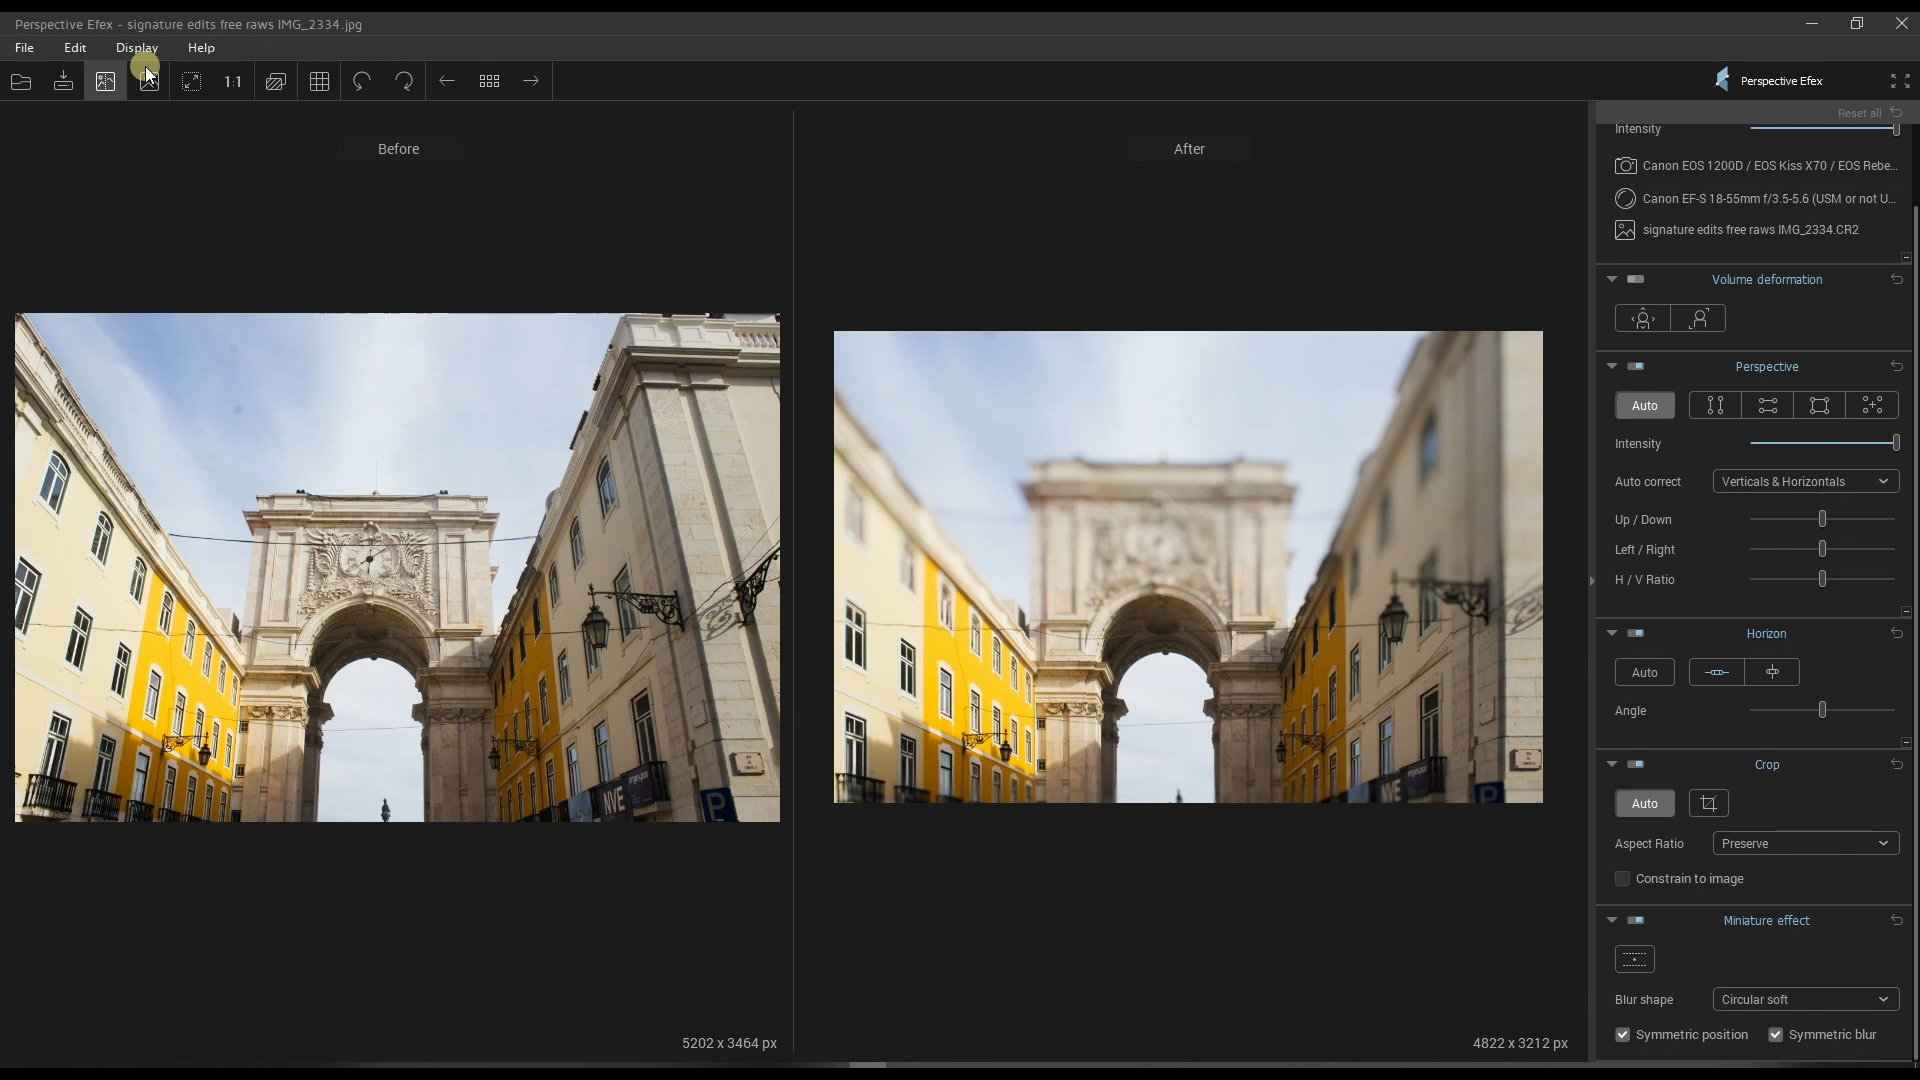 Perspective Efex - signature edits free raws IMG_2334.jpg
File Edit Display Help
1:1
Perspective Efex
Reset all
Before
After
Intensity
Canon EOS 1200D / EOS Kiss X70 / EOS Rebe...
Canon EF-S 18-55mm f/3.5-5.6 (USM or not U...
signature edits free raws IMG_2334.CR2
Volume deformation
Perspective
Auto
Intensity
Auto correct Verticals & Horizontals
Up / Down
Left / Right
H / V Ratio
Horizon
Auto
Angle
Crop
Auto
Aspect Ratio Preserve
Constrain to image
Miniature effect
Blur shape Circular soft
Symmetric position Symmetric blur
NVE
P
5202 x 3464 px
4822 x 3212 px